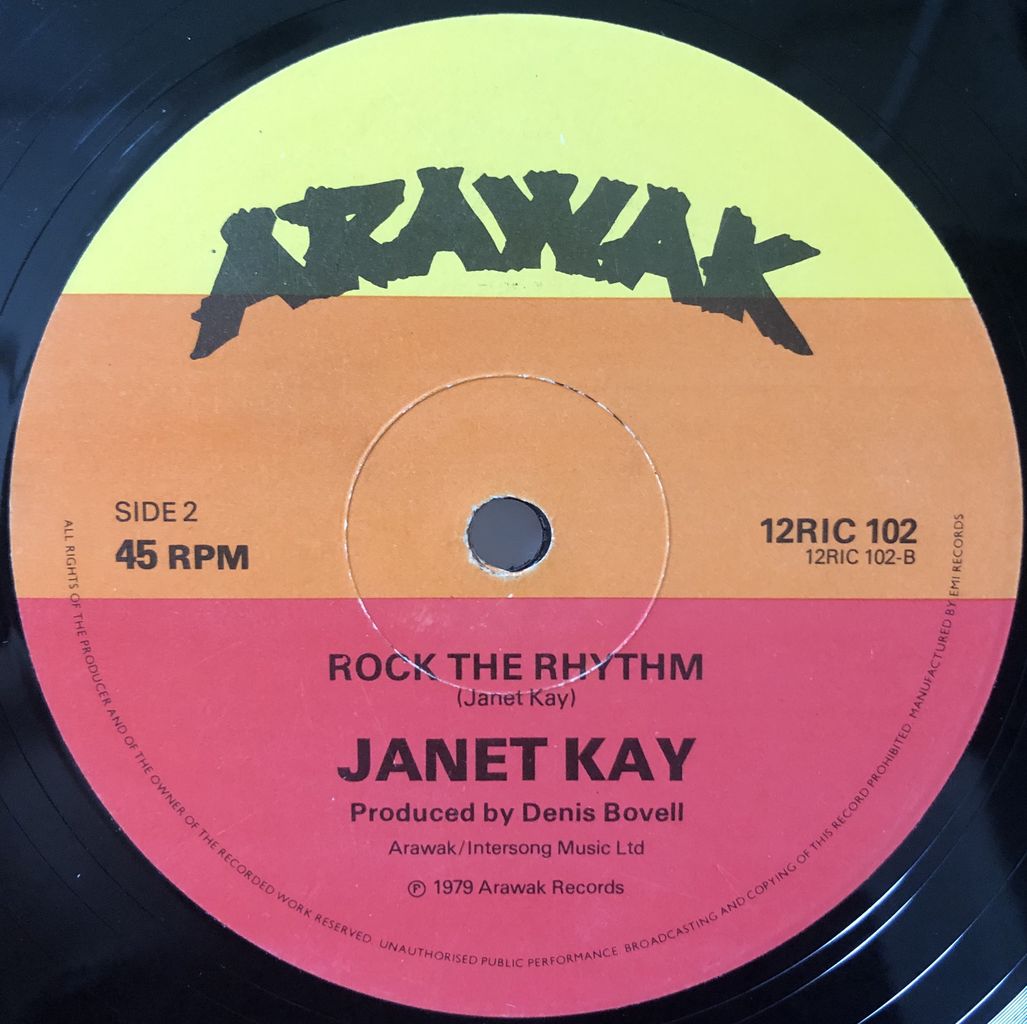 ARAWAK
SIDE 2
45 RPM
12RIC 102
12RIC 102-B
ROCK THE RHYTHM
(Janet Kay)
JANET KAY
Produced by Denis Bovell
Arawak/Intersong Music Ltd
℗ 1979 Arawak Records
ALL RIGHTS OF THE PRODUCER AND OF THE OWNER OF THE RECORDED WORK RESERVED. UNAUTHORISED PUBLIC PERFORMANCE. BROADCASTING AND COPYING OF THIS RECORD PROHIBITED. MANUFACTURED BY EMI RECORDS